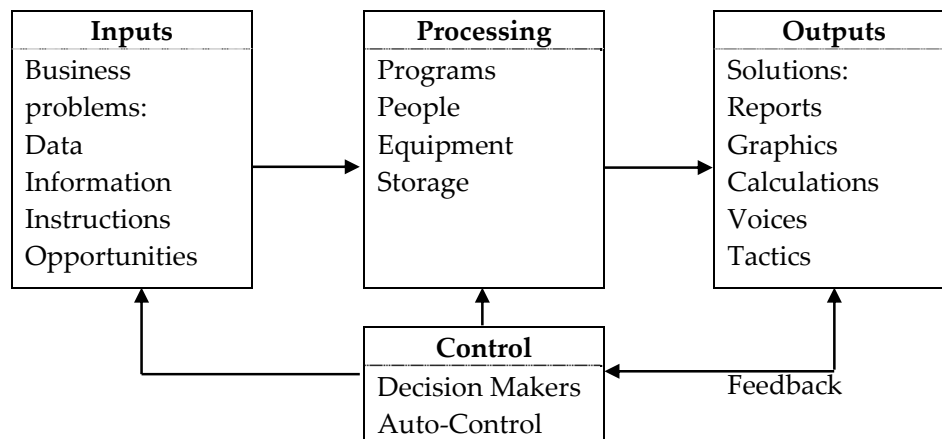 Inputs
Business
problems:
Data
Information
Instructions
Opportunities
Processing
Programs
People
Equipment
Storage
Outputs
Solutions:
Reports
Graphics
Calculations
Voices
Tactics
Control
Decision Makers
Auto-Control
Feedback